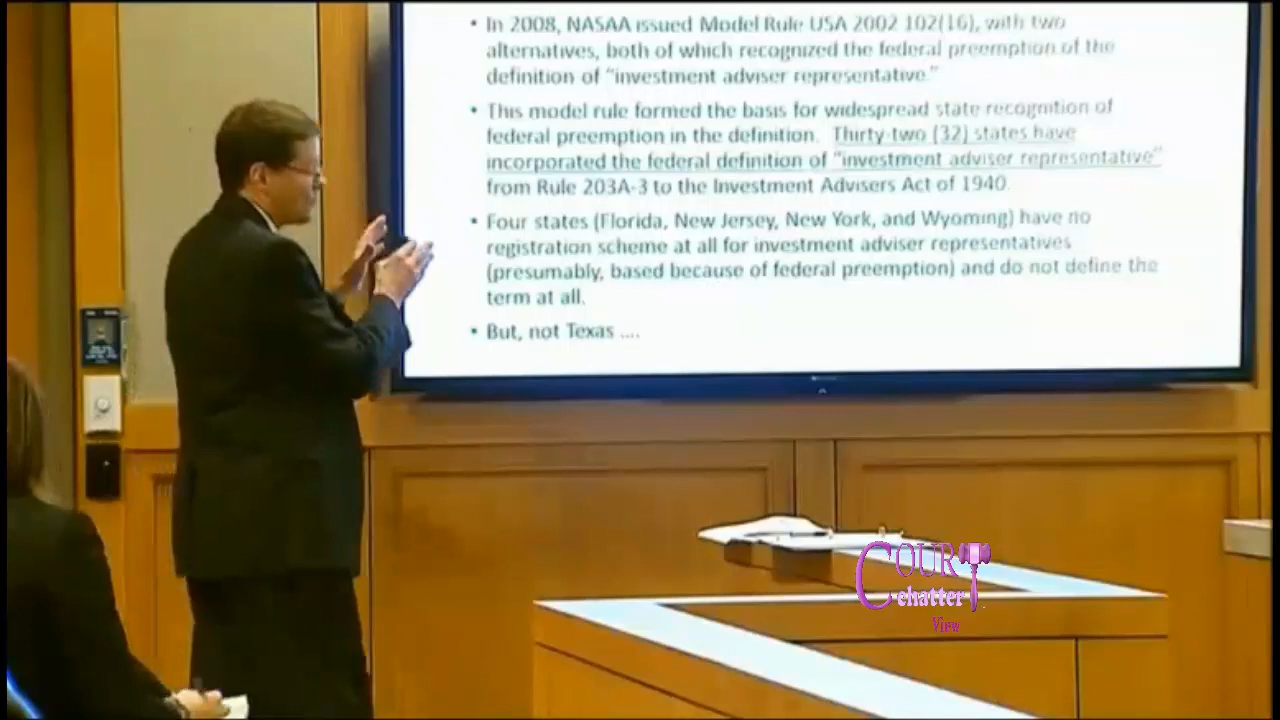 • In 2008, NASAA issued Model Rule USA 2002 102(16), with two
alternatives, both of which recognized the federal preemption of the
definition of "investment adviser representative."
• This model rule formed the basis for widespread state recognition of
federal preemption in the definition. Thirty-two (32) states have
incorporated the federal definition of "investment adviser representative"
from Rule 203A-3 to the Investment Advisers Act of 1940.
• Four states (Florida, New Jersey, New York, and Wyoming) have no
registration scheme at all for investment adviser representatives
(presumably, based because of federal preemption) and do not define the
term at all.
• But, not Texas ....
COURT
chatter
View